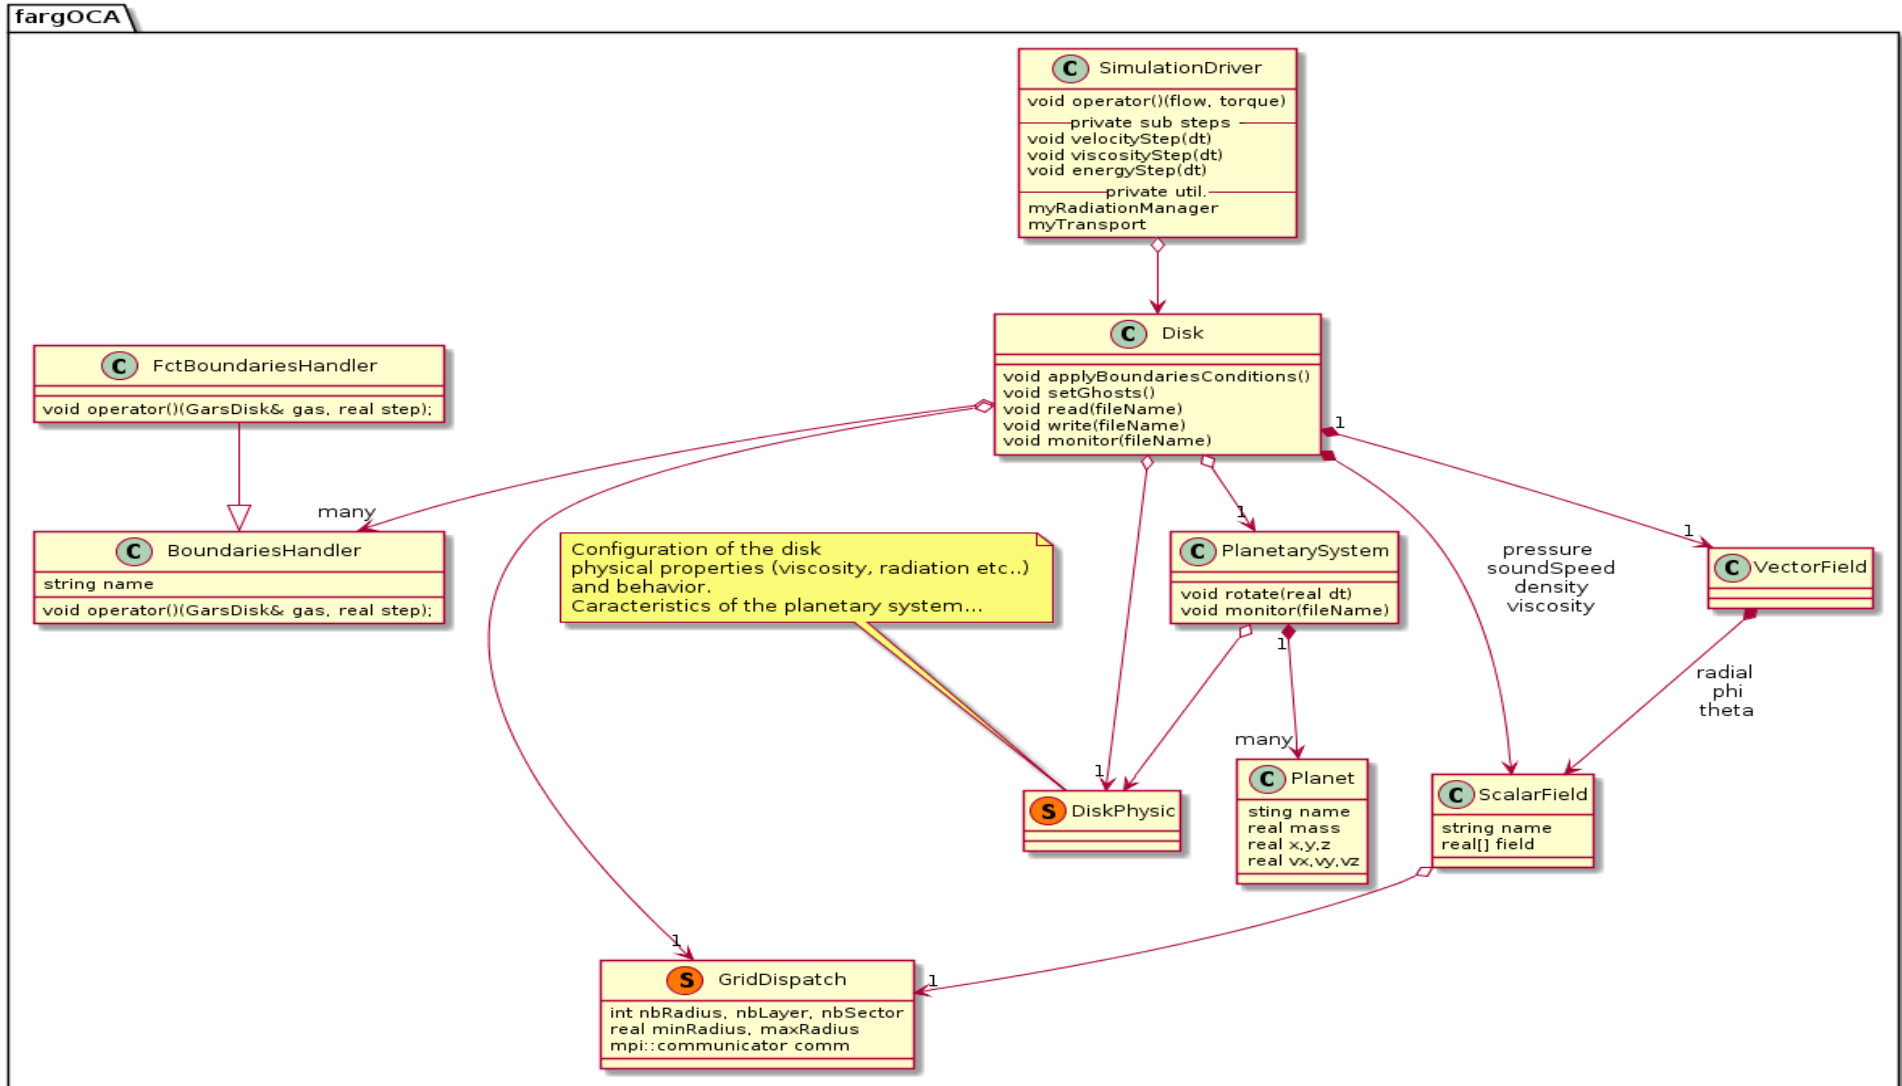 fargOCA
C SimulationDriver
void operator()(flow, torque)
private sub steps
void velocityStep(dt)
void viscosityStep(dt)
void energyStep(dt)
private util.
myRadiationManager
myTransport
C Disk
void applyBoundariesConditions()
void setGhosts()
void read(fileName)
void write(fileName)
void monitor(fileName)
C FctBoundariesHandler
void operator()(GarsDisk& gas, real step);
many
1
1
1
C BoundariesHandler
string name
void operator()(GarsDisk& gas, real step);
Configuration of the disk
physical properties (viscosity, radiation etc..)
and behavior.
Caracteristics of the planetary system...
C PlanetarySystem
void rotate(real dt)
void monitor(fileName)
pressure
soundSpeed
density
viscosity
C VectorField
1
radial
phi
theta
many
1
S DiskPhysic
C Planet
sting name
real mass
real x,y,z
real vx,vy,vz
C ScalarField
string name
real[] field
1
1
S GridDispatch
int nbRadius, nbLayer, nbSector
real minRadius, maxRadius
mpi::communicator comm